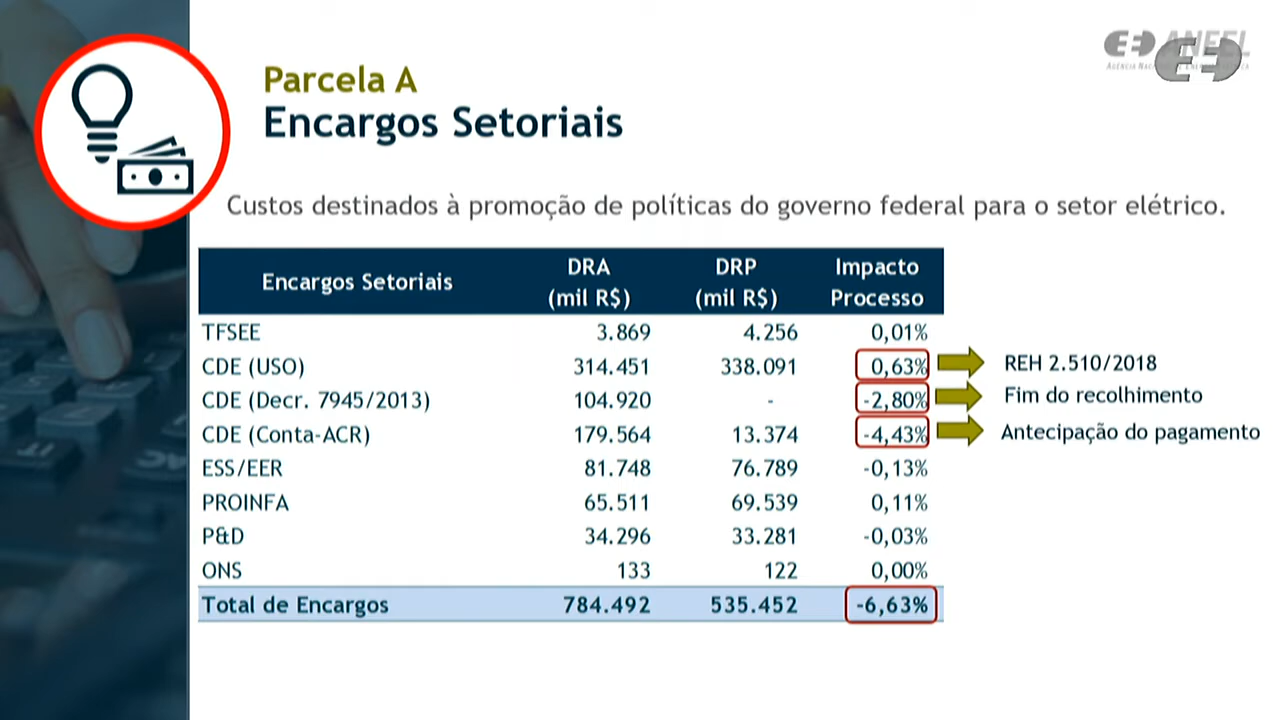 ANEEL
Parcela A
Encargos Setoriais
Custos destinados à promoção de políticas do governo federal para o setor elétrico.
Encargos Setoriais DRA (mil R$) DRP (mil R$) Impacto Processo
TFSEE 3.869 4.256 0,01%
CDE (USO) 314.451 338.091 0,63% REH 2.510/2018
CDE (Decr. 7945/2013) 104.920 - -2,80% Fim do recolhimento
CDE (Conta-ACR) 179.564 13.374 -4,43% Antecipação do pagamento
ESS/EER 81.748 76.789 -0,13%
PROINFA 65.511 69.539 0,11%
P&D 34.296 33.281 -0,03%
ONS 133 122 0,00%
Total de Encargos 784.492 535.452 -6,63%